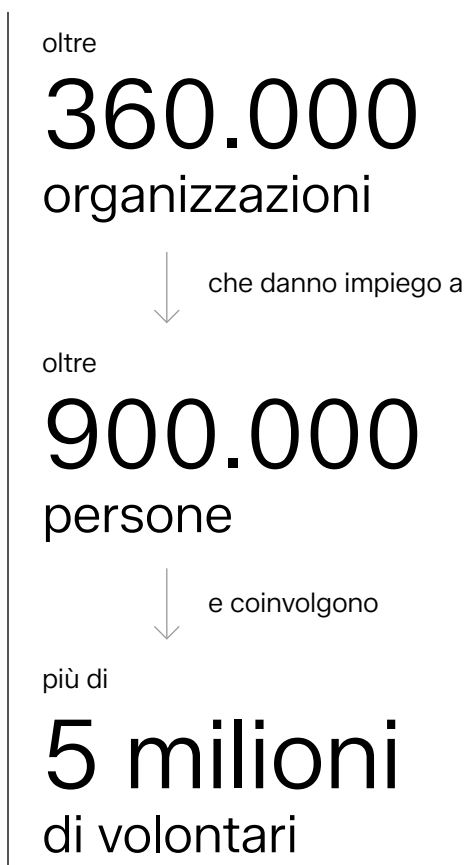 oltre
360.000
organizzazioni
che danno impiego a
oltre
900.000
persone
e coinvolgono
più di
5 milioni
di volontari